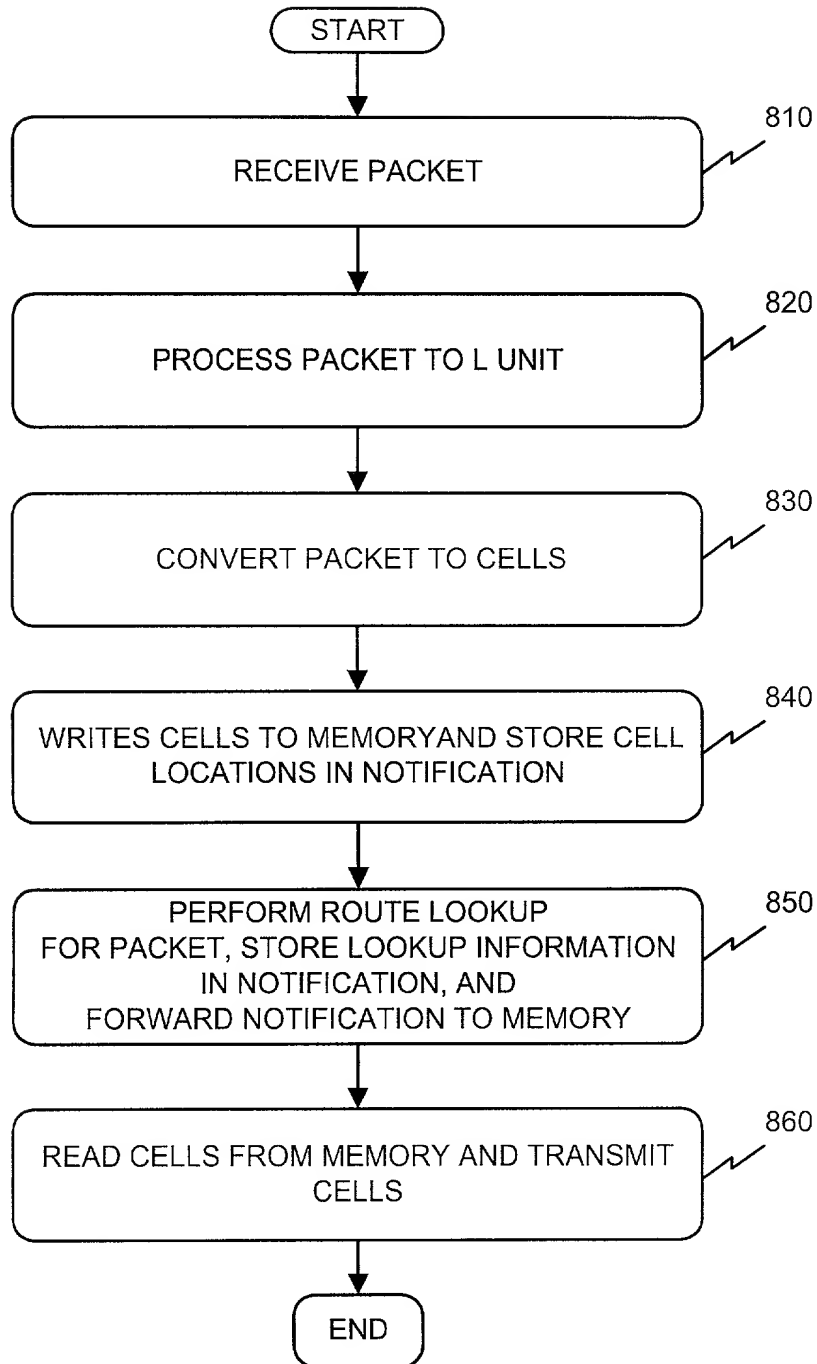 START
810
RECEIVE PACKET
820
PROCESS PACKET TO L UNIT
830
CONVERT PACKET TO CELLS
840
WRITES CELLS TO MEMORYAND STORE CELL
LOCATIONS IN NOTIFICATION
850
PERFORM ROUTE LOOKUP
FOR PACKET, STORE LOOKUP INFORMATION
IN NOTIFICATION, AND
FORWARD NOTIFICATION TO MEMORY
860
READ CELLS FROM MEMORY AND TRANSMIT
CELLS
END